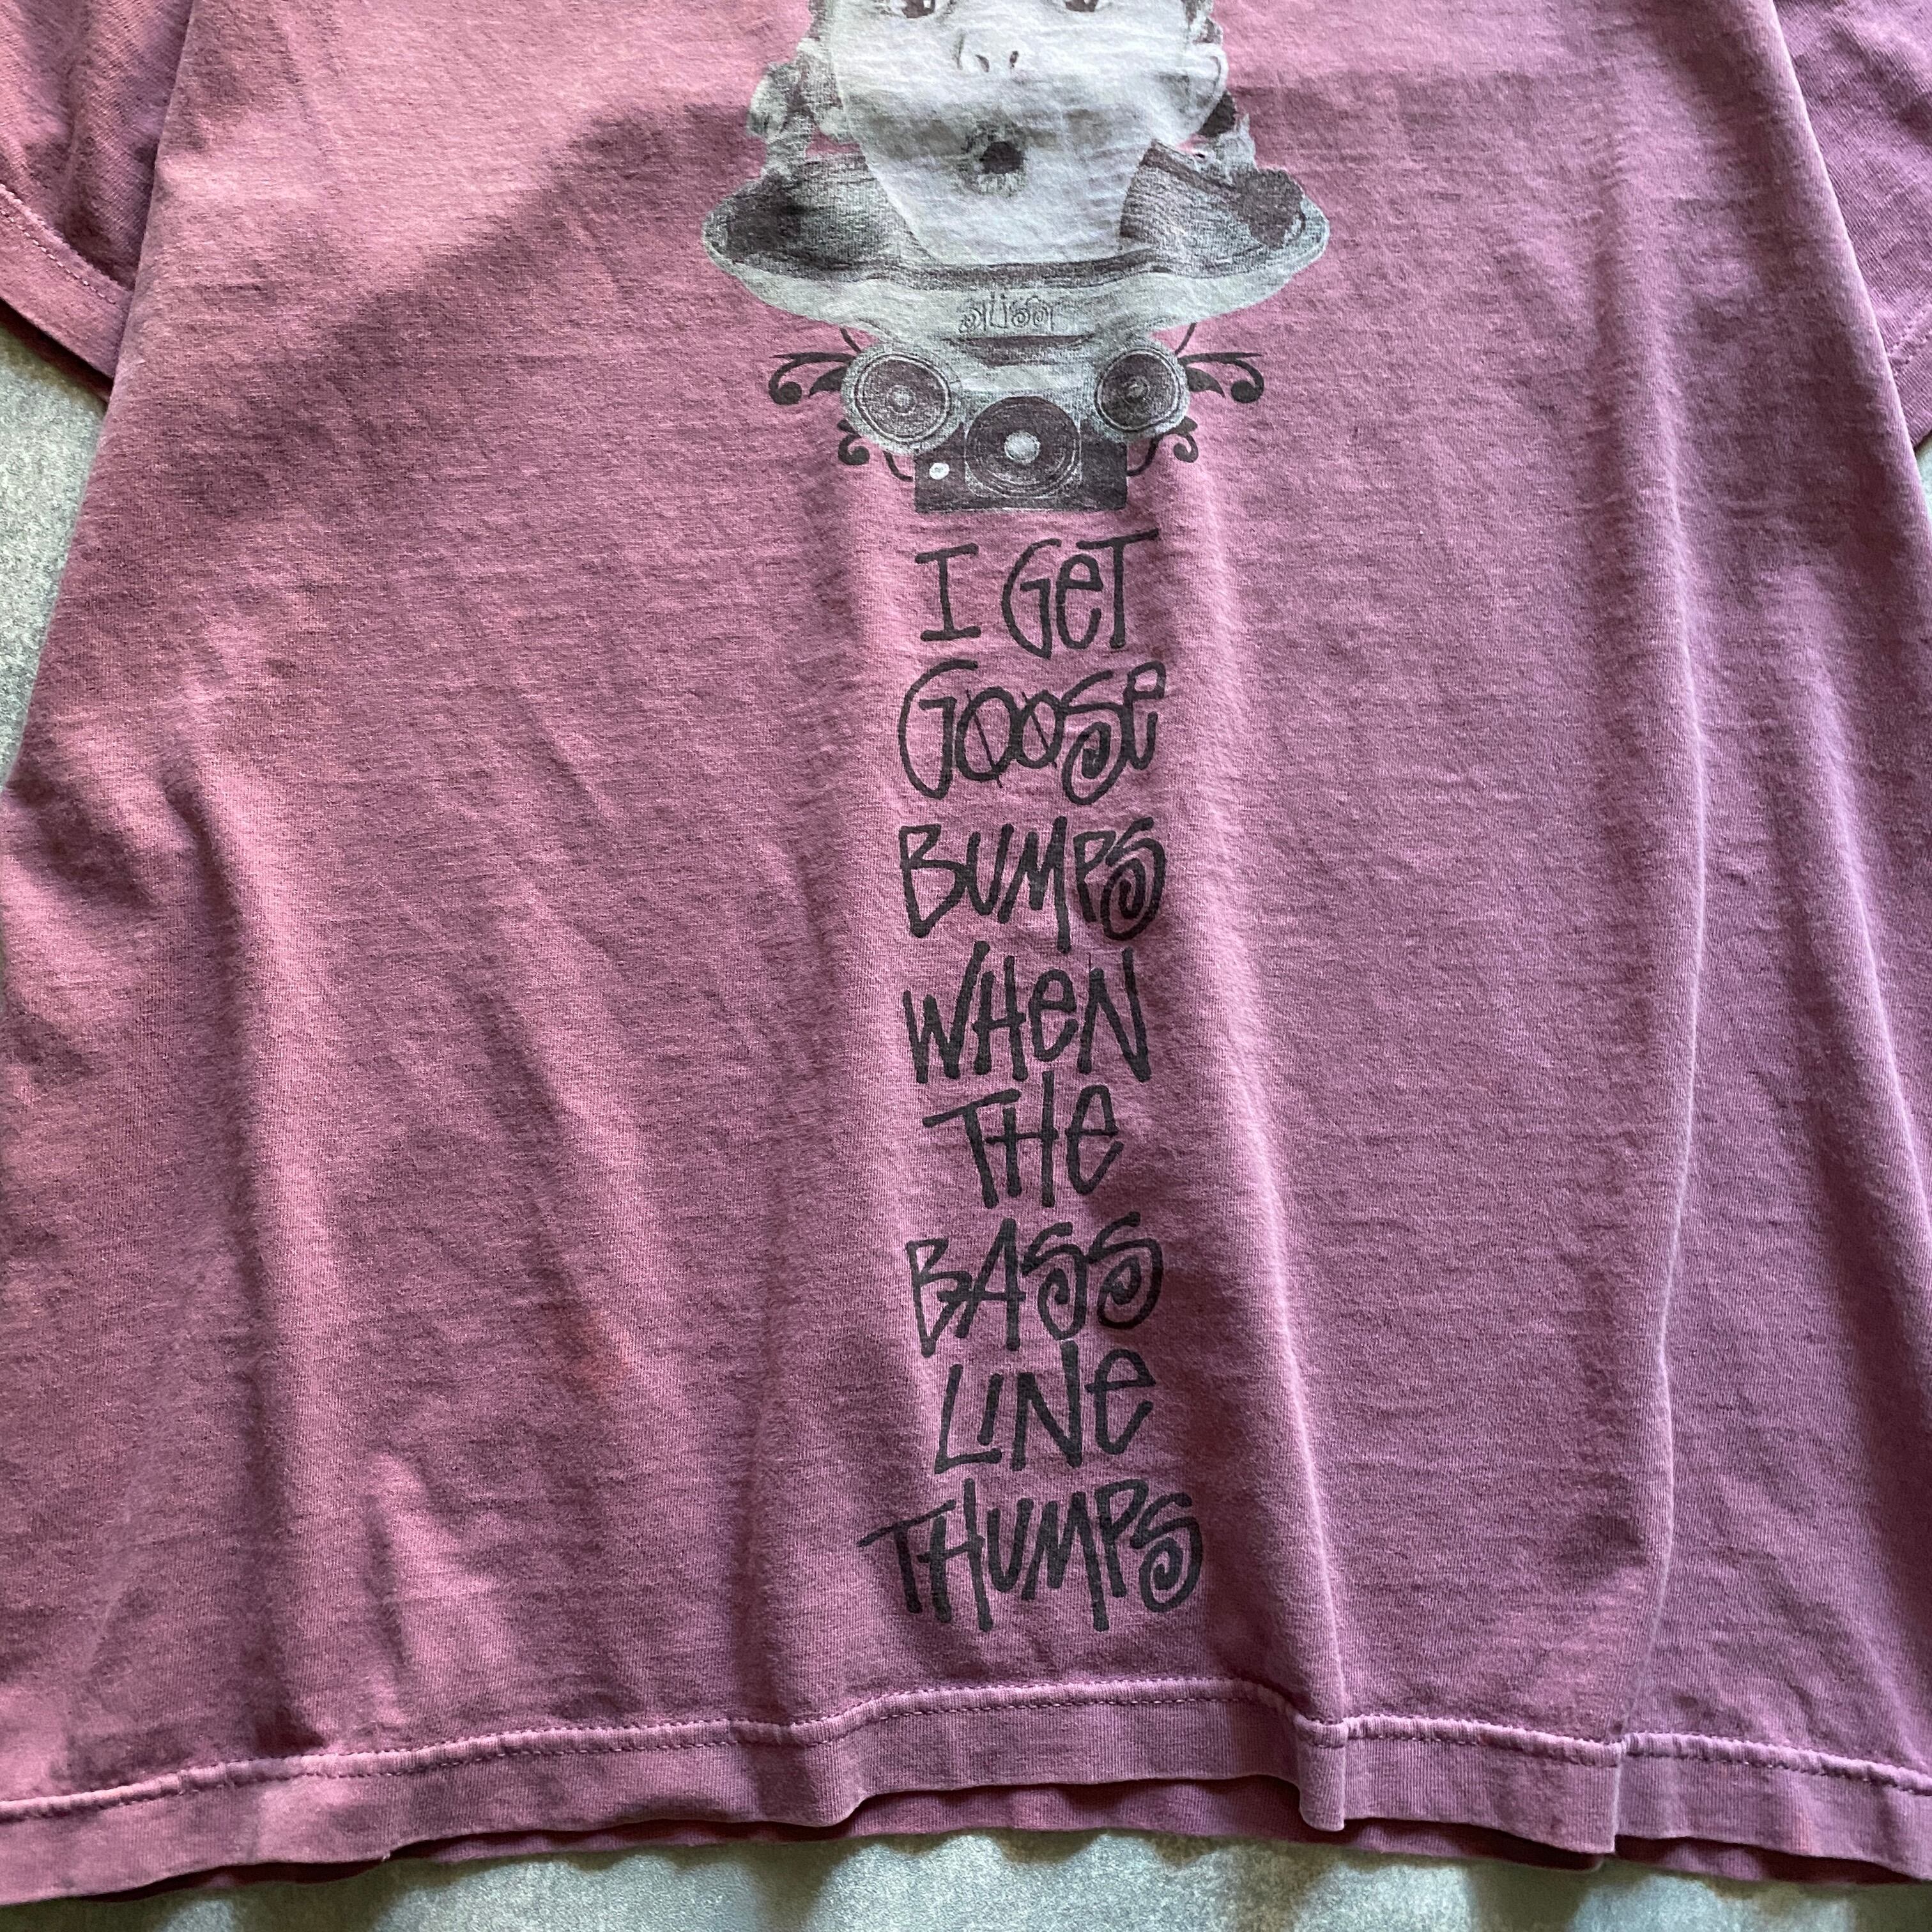 I GeT
GOOSe
BUMPS
WHeN
THe
BASS
LINe
THUMPS